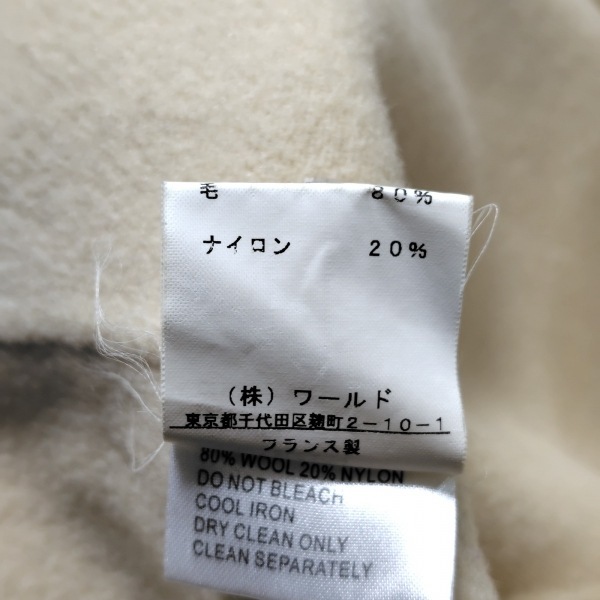 毛 80%
ナイロン 20%
(株) ワールド
東京都千代田区麹町2-10-1
フランス製
80% WOOL 20% NYLON
DO NOT BLEACH
COOL IRON
DRY CLEAN ONLY
CLEAN SEPARATELY